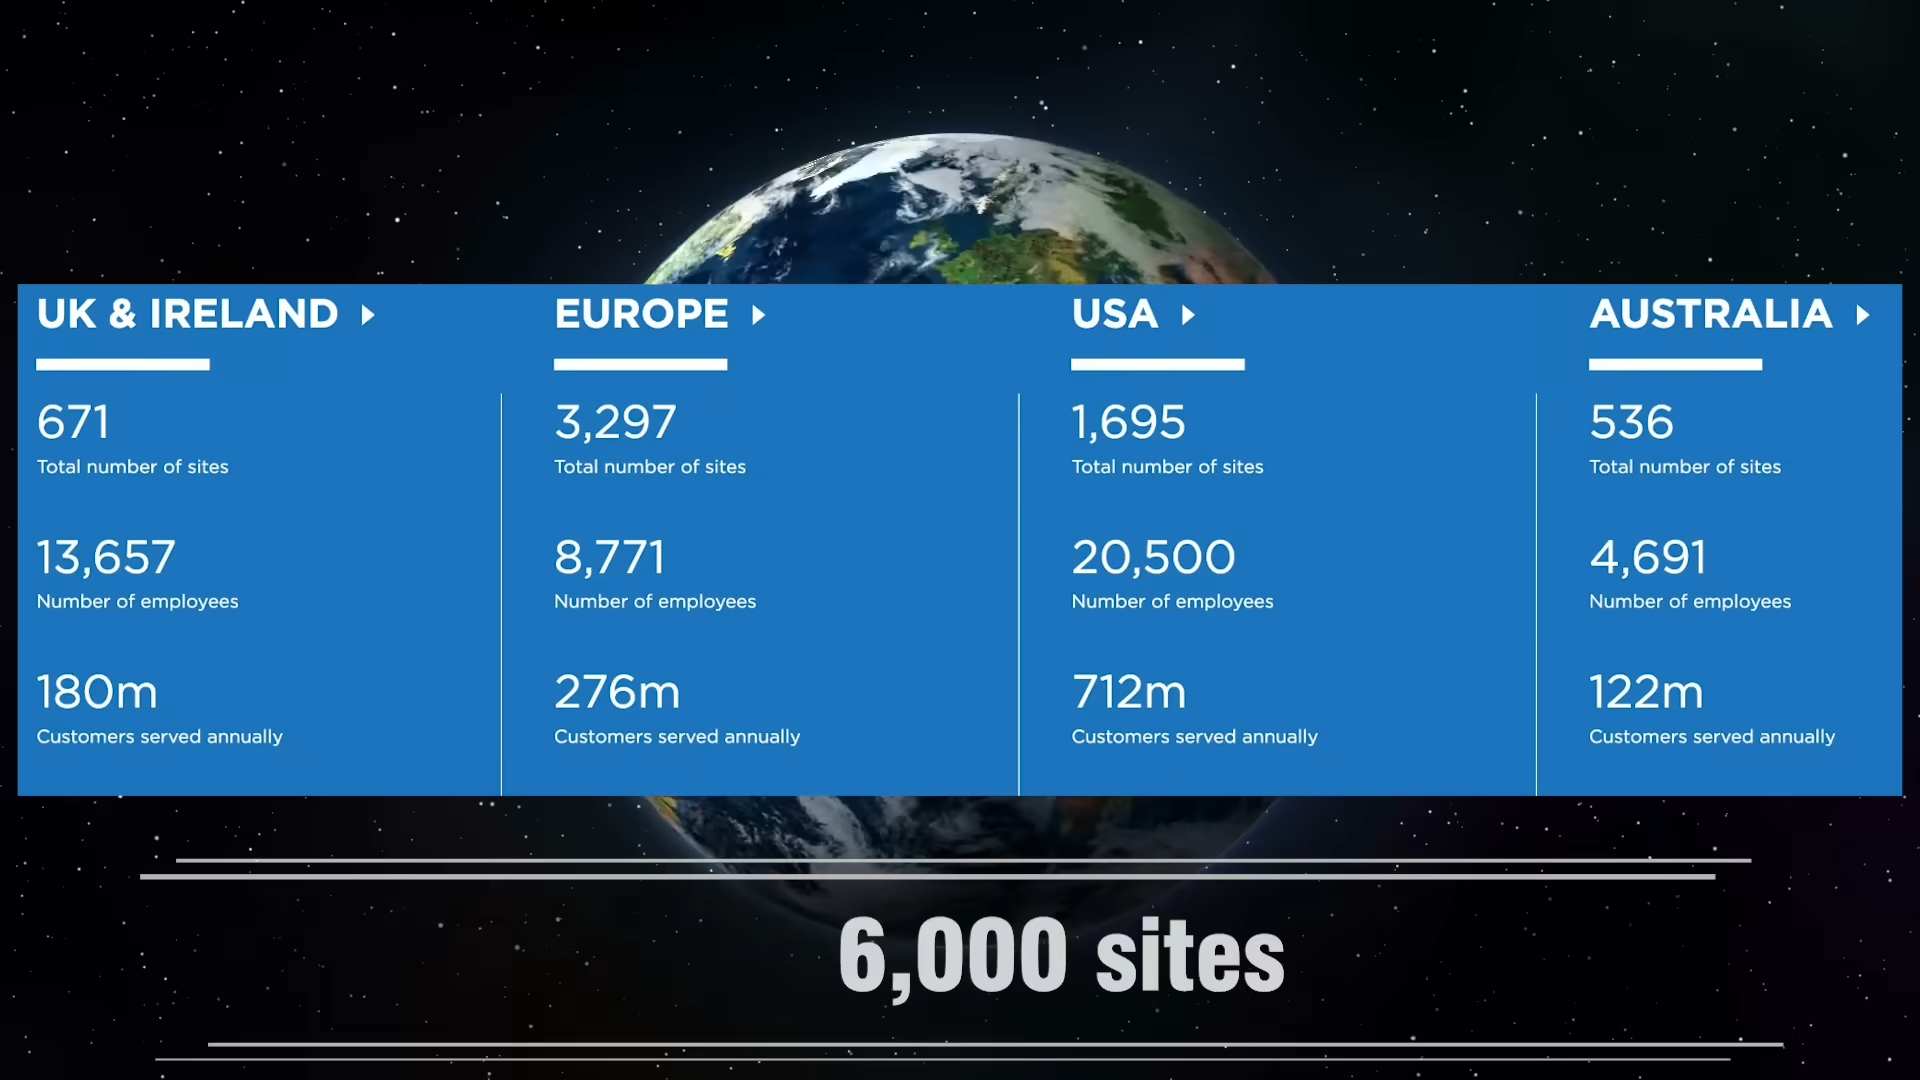 UK & IRELAND
671
Total number of sites
13,657
Number of employees
180m
Customers served annually
EUROPE
3,297
Total number of sites
8,771
Number of employees
276m
Customers served annually
USA
1,695
Total number of sites
20,500
Number of employees
712m
Customers served annually
AUSTRALIA
536
Total number of sites
4,691
Number of employees
122m
Customers served annually
6,000 sites